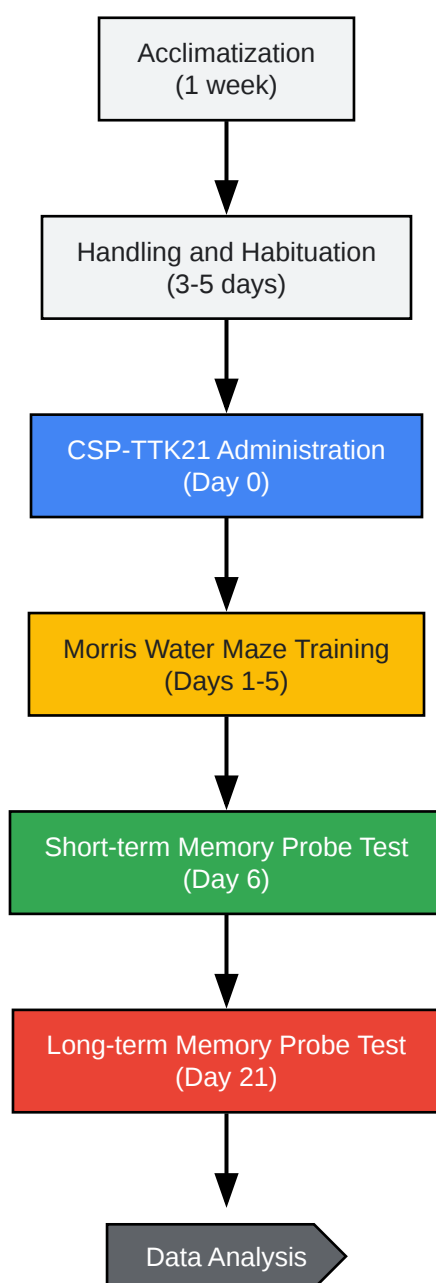 Acclimatization
(1 week)
Handling and Habituation
(3-5 days)
CSP-TTK21 Administration
(Day 0)
Morris Water Maze Training
(Days 1-5)
Short-term Memory Probe Test
(Day 6)
Long-term Memory Probe Test
(Day 21)
Data Analysis